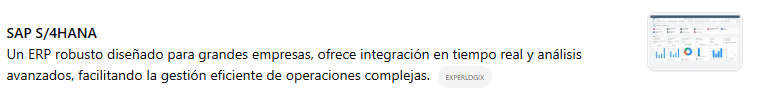 SAP S/4HANA
Un ERP robusto diseñado para grandes empresas, ofrece integración en tiempo real y análisis
avanzados, facilitando la gestión eficiente de operaciones complejas. EXPERLOGIX